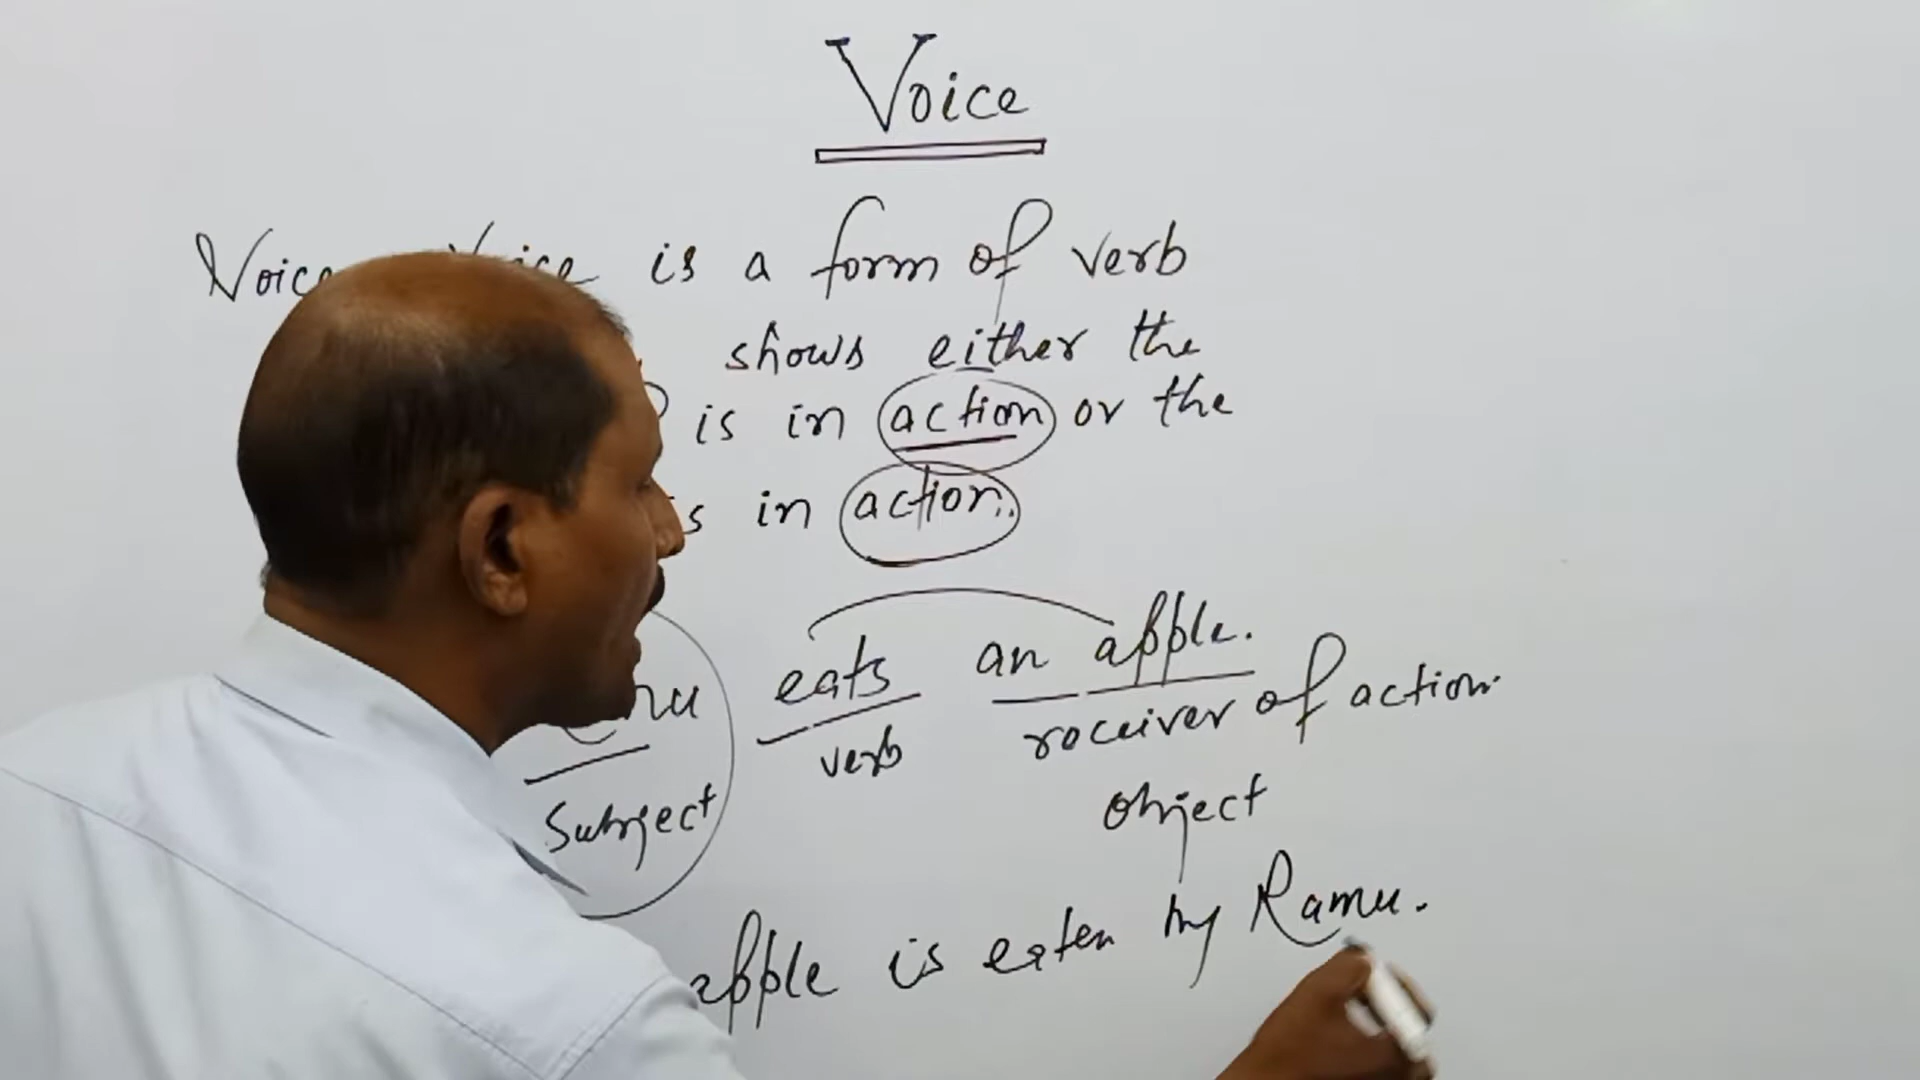 Voice
Voice Voice is a form of verb
shows either the
is in action or the
in action.
eats an apple.
verb receiver of action.
Subject object
apple is eaten by Ramu.